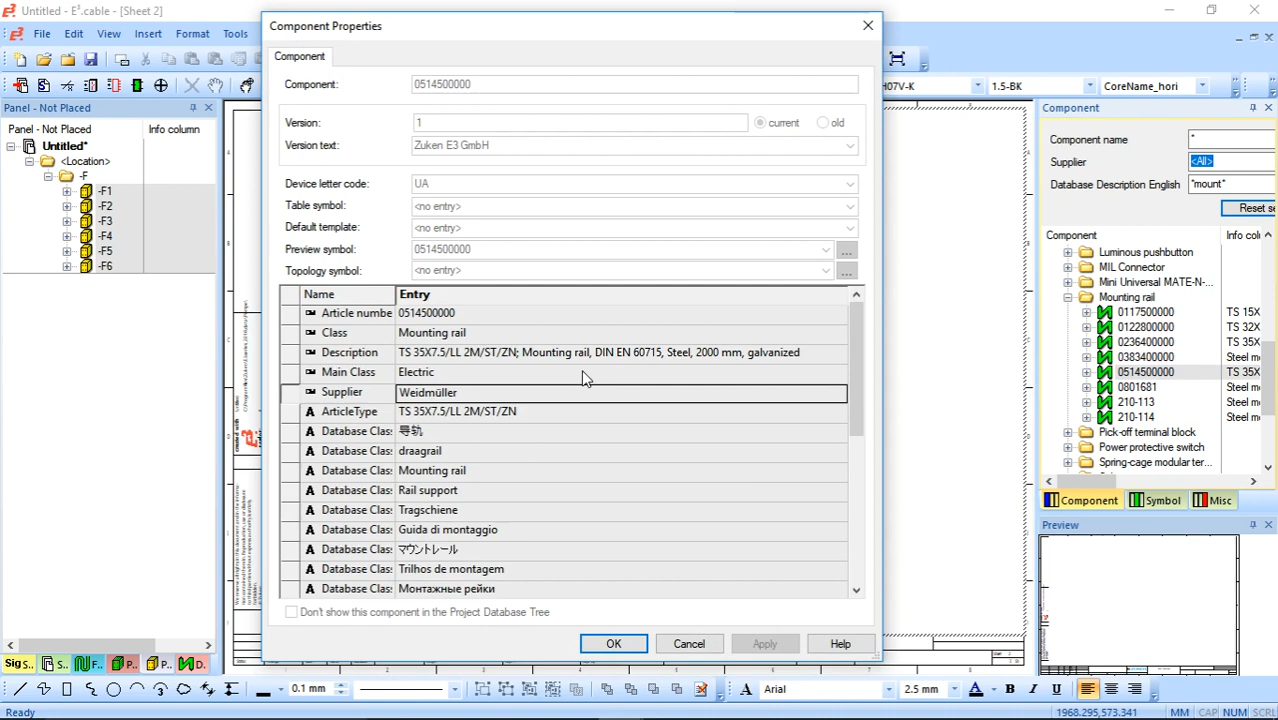 Untitled - E³.cable - [Sheet 2]
File Edit View Insert Format Tools
H07V-K 1.5-BK CoreName_hori
Panel - Not Placed
Panel - Not Placed Info column
Untitled*
<Location>
-F
-F1
-F2
-F3
-F4
-F5
-F6
Component Properties
Component
Component: 0514500000
Version: 1 current old
Version text: Zuken E3 GmbH
Device letter code: UA
Table symbol: <no entry>
Default template: <no entry>
Preview symbol: 0514500000 ...
Topology symbol: <no entry> ...
Name Entry
Article numbe 0514500000
Class Mounting rail
Description TS 35X7.5/LL 2M/ST/ZN; Mounting rail, DIN EN 60715, Steel, 2000 mm, galvanized
Main Class Electric
Supplier Weidmüller
ArticleType TS 35X7.5/LL 2M/ST/ZN
Database Clas: 导轨
Database Clas: draagrail
Database Clas: Mounting rail
Database Clas: Rail support
Database Clas: Tragschiene
Database Clas: Guida di montaggio
Database Clas: マウントレール
Database Clas: Trilhos de montagem
Database Clas: Монтажные рейки
Don't show this component in the Project Database Tree
OK Cancel Apply Help
Component
Component name *
Supplier <All>
Database Description English *mount*
Reset se
Component Info colu
Luminous pushbutton
MIL Connector
Mini Universal MATE-N-...
Mounting rail
0117500000 TS 15X
0122800000 TS 32X
0236400000 TS 35X
0383400000 Steel m
0514500000 TS 35X
0801681 Steel m
210-113 Steel m
210-114 Steel m
Pick-off terminal block
Power protective switch
Spring-cage modular ter...
Component Symbol Misc
Preview
Sig S.. F.. P.. P.. D..
0.1 mm Arial 2.5 mm A B I U
Ready 1968.295,573.341 MM CAP NUM SCRL